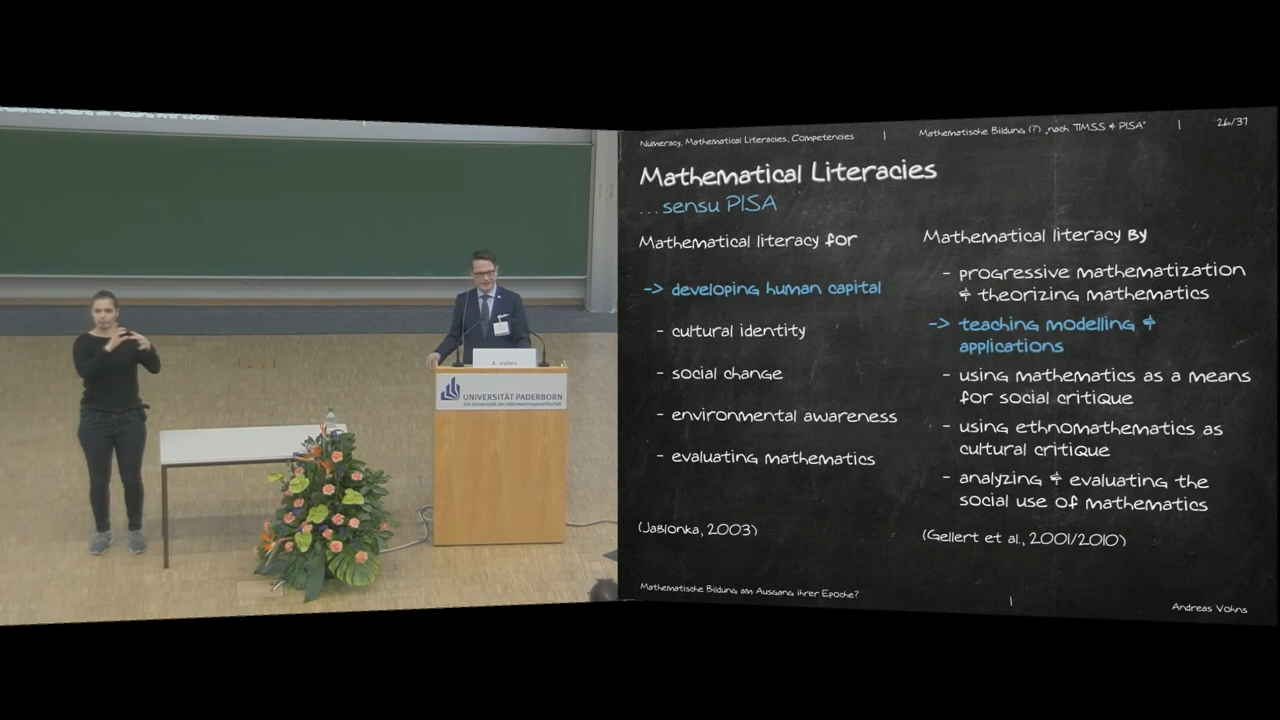 Numeracy, Mathematical Literacies, Competencies | Mathematische Bildung (?) „nach TIMSS & PISA“ | 26/37
Mathematical Literacies
...sensu PISA
Mathematical literacy for
-> developing human capital
- cultural identity
- social change
- environmental awareness
- evaluating mathematics
(Jablonka, 2003)
Mathematical literacy by
- progressive mathematization
& theorizing mathematics
-> teaching modelling &
applications
- using mathematics as a means
for social critique
- using ethnomathematics as
cultural critique
- analyzing & evaluating the
social use of mathematics
(Gellert et al., 2001/2010)
Mathematische Bildung am Ausgang ihrer Epoche? | Andreas Vohns
A. Vohns
UNIVERSITÄT PADERBORN
Die Universität der Informationsgesellschaft